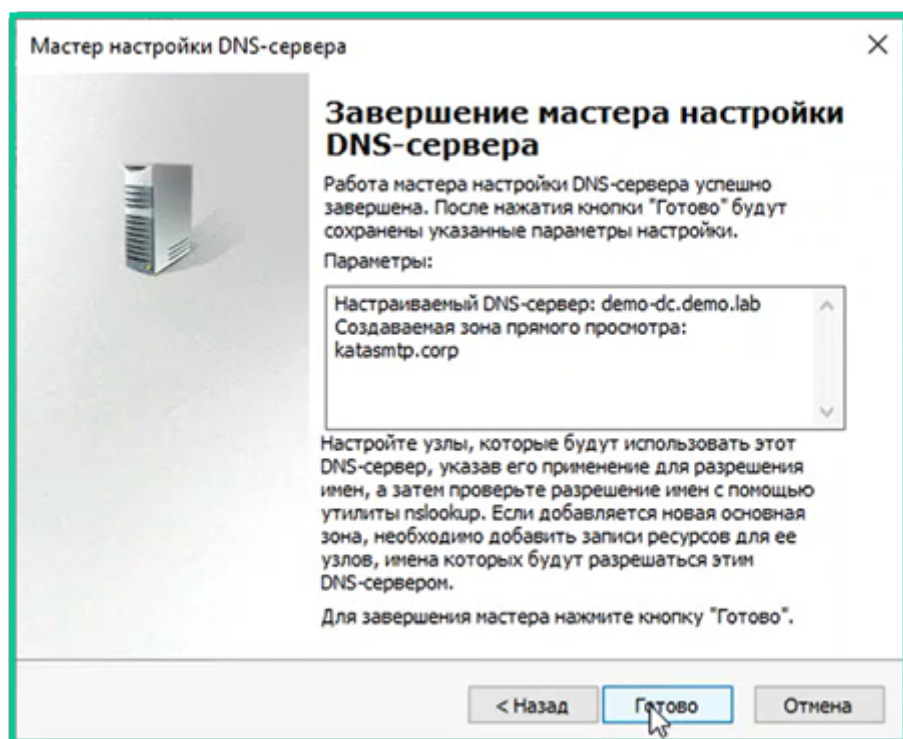 Мастер настройки DNS-сервера
Завершение мастера настройки
DNS-сервера
Работа мастера настройки DNS-сервера успешно
завершена. После нажатия кнопки "Готово" будут
сохранены указанные параметры настройки.
Параметры:
Настраиваемый DNS-сервер: demo-dc.demo.lab
Создаваемая зона прямого просмотра:
katasmtp.corp
Настройте узлы, которые будут использовать этот
DNS-сервер, указав его применение для разрешения
имен, а затем проверьте разрешение имен с помощью
утилиты nslookup. Если добавляется новая основная
зона, необходимо добавить записи ресурсов для ее
узлов, имена которых будут разрешаться этим
DNS-сервером.
Для завершения мастера нажмите кнопку "Готово".
< Назад
Готово
Отмена